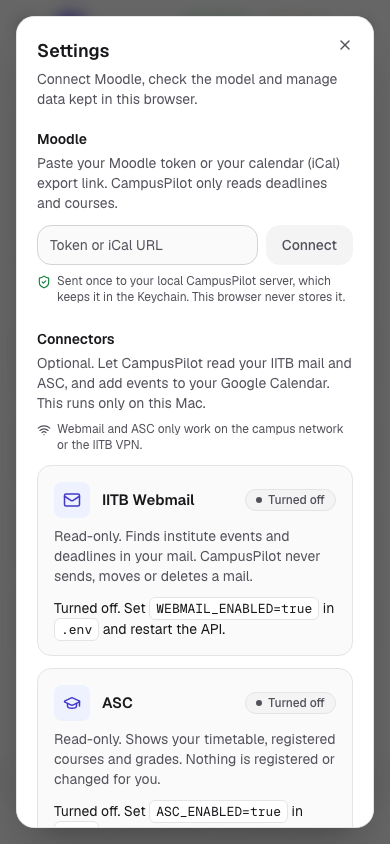 Settings
Connect Moodle, check the model and manage
data kept in this browser.
Moodle
Paste your Moodle token or your calendar (iCal)
export link. CampusPilot only reads deadlines
and courses.
Token or iCal URL
Connect
Sent once to your local CampusPilot server, which
keeps it in the Keychain. This browser never stores it.
Connectors
Optional. Let CampusPilot read your IITB mail and
ASC, and add events to your Google Calendar.
This runs only on this Mac.
Webmail and ASC only work on the campus network
or the IITB VPN.
IITB Webmail
Turned off
Read-only. Finds institute events and
deadlines in your mail. CampusPilot never
sends, moves or deletes a mail.
Turned off. Set WEBMAIL_ENABLED=true in
.env and restart the API.
ASC
Turned off
Read-only. Shows your timetable, registered
courses and grades. Nothing is registered or
changed for you.
Turned off. Set ASC_ENABLED=true in